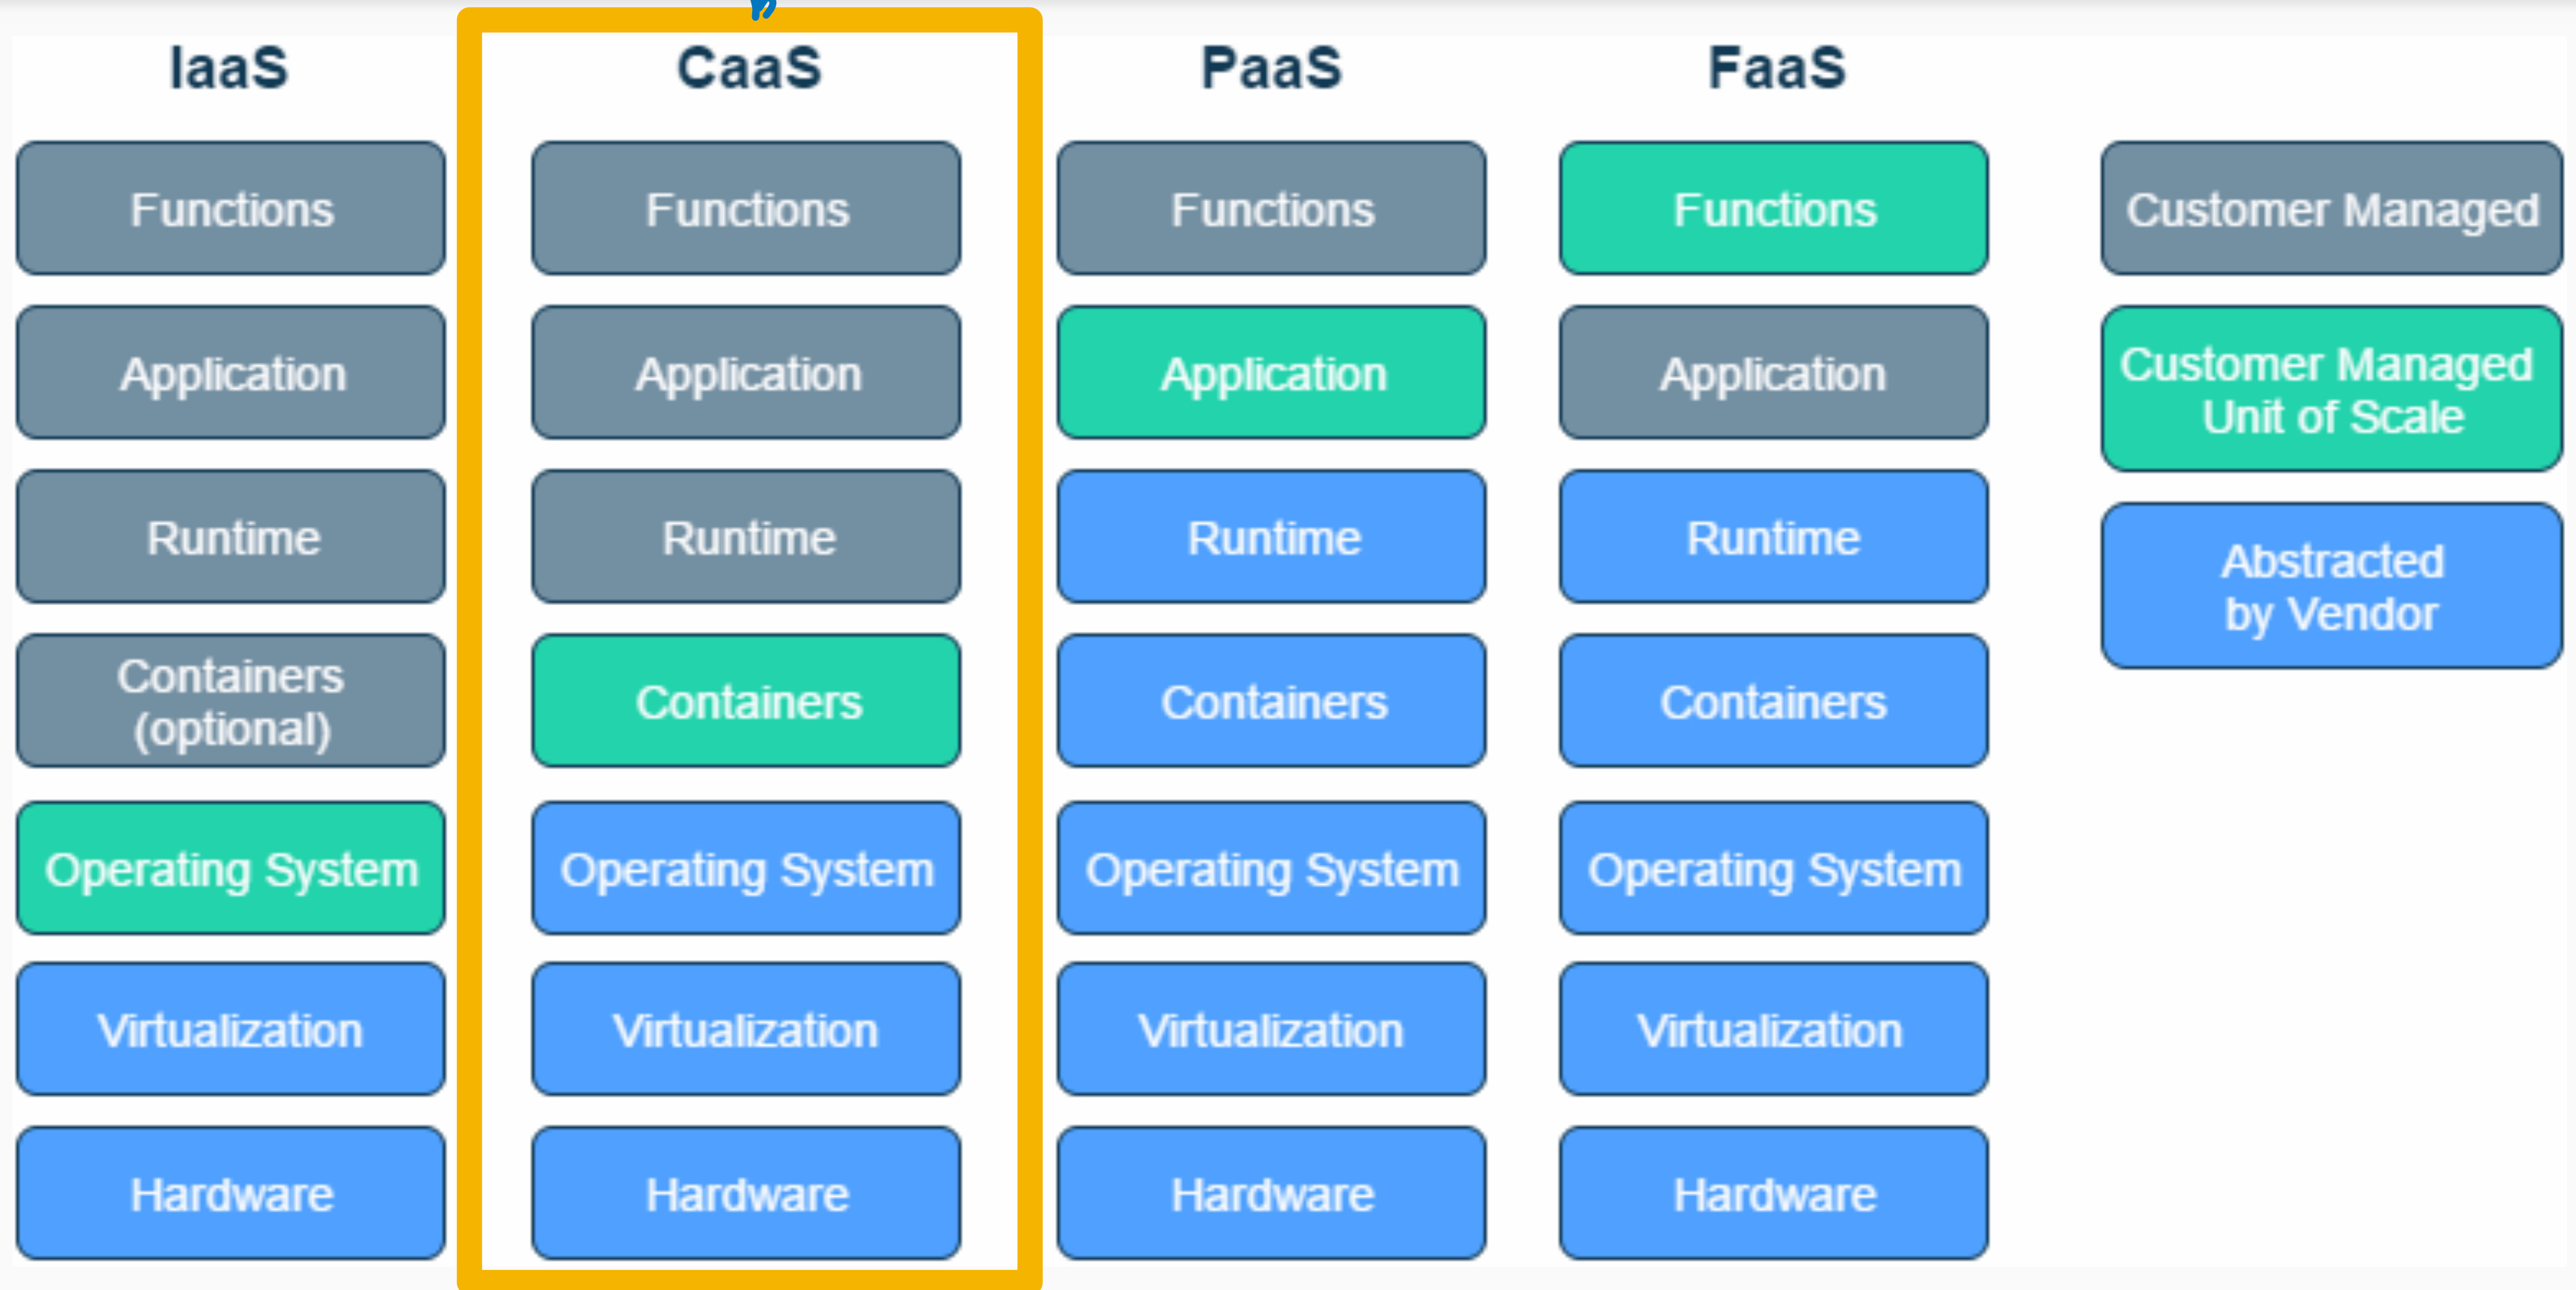 IaaS
Functions
Application
Runtime
Containers
(optional)
Operating System
Virtualization
Hardware
CaaS
Functions
Application
Runtime
Containers
Operating System
Virtualization
Hardware
PaaS
Functions
Application
Runtime
Containers
Operating System
Virtualization
Hardware
FaaS
Functions
Application
Runtime
Containers
Operating System
Virtualization
Hardware
Customer Managed
Customer Managed
Unit of Scale
Abstracted
by Vendor